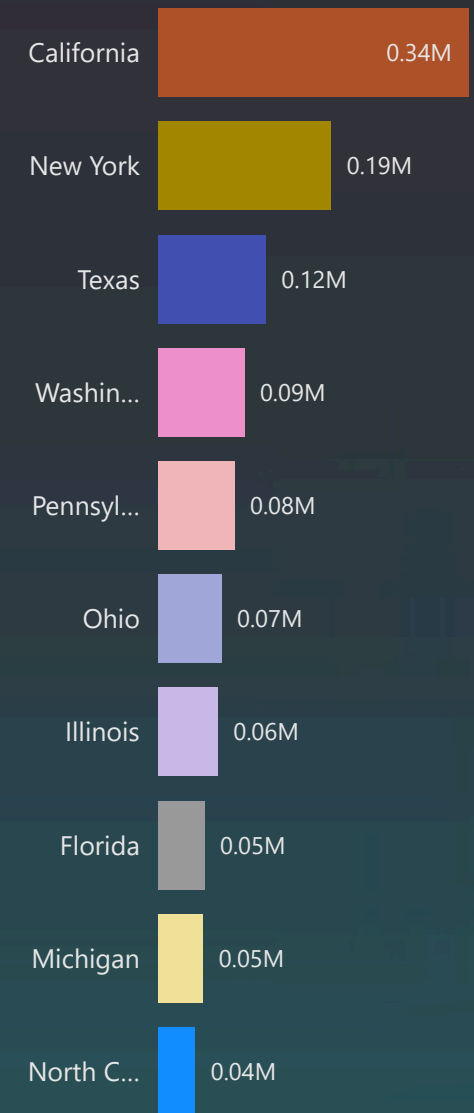 California 0.34M
New York 0.19M
Texas 0.12M
Washin... 0.09M
Pennsyl... 0.08M
Ohio 0.07M
Illinois 0.06M
Florida 0.05M
Michigan 0.05M
North C... 0.04M